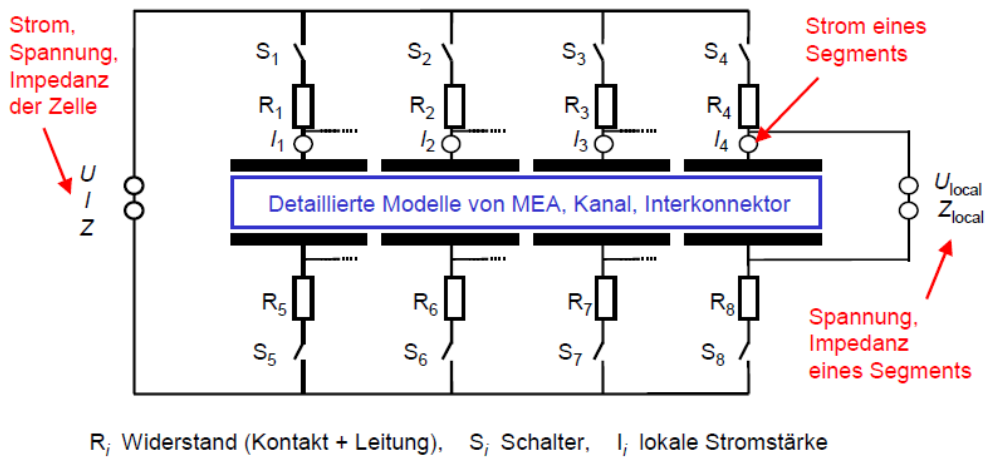 Strom,
Spannung,
Impedanz
der Zelle
Strom eines
Segments
S1 S2 S3 S4
R1 R2 R3 R4
I1 I2 I3 I4
U
I
Z
Detaillierte Modelle von MEA, Kanal, Interkonnektor
Ulocal
Zlocal
R5 R6 R7 R8
S5 S6 S7 S8
Spannung,
Impedanz
eines Segments
Ri Widerstand (Kontakt + Leitung), Si Schalter, Ii lokale Stromstärke